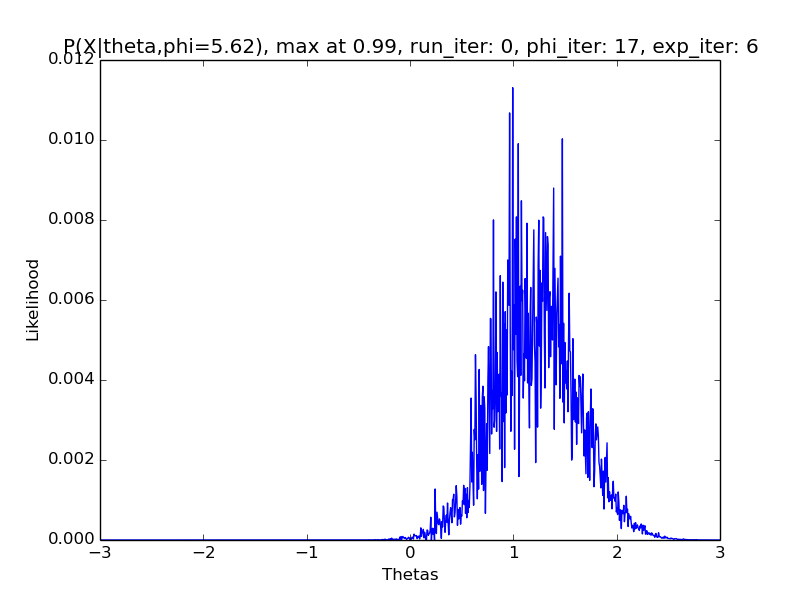 P(X|theta,phi=5.62), max at 0.99, run_iter: 0, phi_iter: 17, exp_iter: 6
0.012
0.010
0.008
0.006
0.004
0.002
0.000
Likelihood
−3 −2 −1 0 1 2 3
Thetas